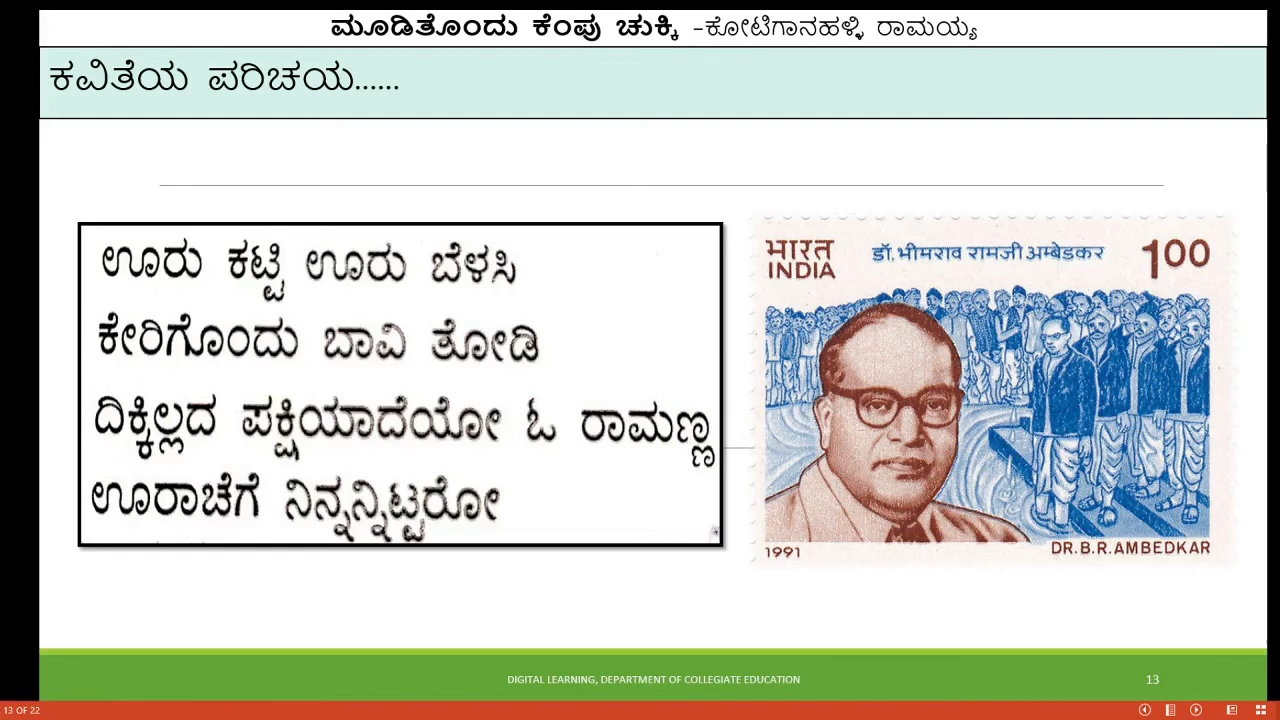 ಮೂಡಿತೊಂದು ಕೆಂಪು ಚುಕ್ಕಿ -ಕೋಟಿಗಾನಹಳ್ಳಿ ರಾಮಯ್ಯ
ಕವಿತೆಯ ಪರಿಚಯ......
ಊರು ಕಟ್ಟಿ ಊರು ಬೆಳಸಿ
ಕೇರಿಗೊಂದು ಬಾವಿ ತೋಡಿ
ದಿಕ್ಕಿಲ್ಲದ ಪಕ್ಷಿಯಾದೆಯೋ ಓ ರಾಮಣ್ಣ
ಊರಾಚೆಗೆ ನಿನ್ನನ್ನಿಟ್ಟರೋ
भारत
INDIA
डॉ. भीमराव रामजी अम्बेडकर
100
1991
DR. B. R. AMBEDKAR
DIGITAL LEARNING, DEPARTMENT OF COLLEGIATE EDUCATION
13
13 OF 22